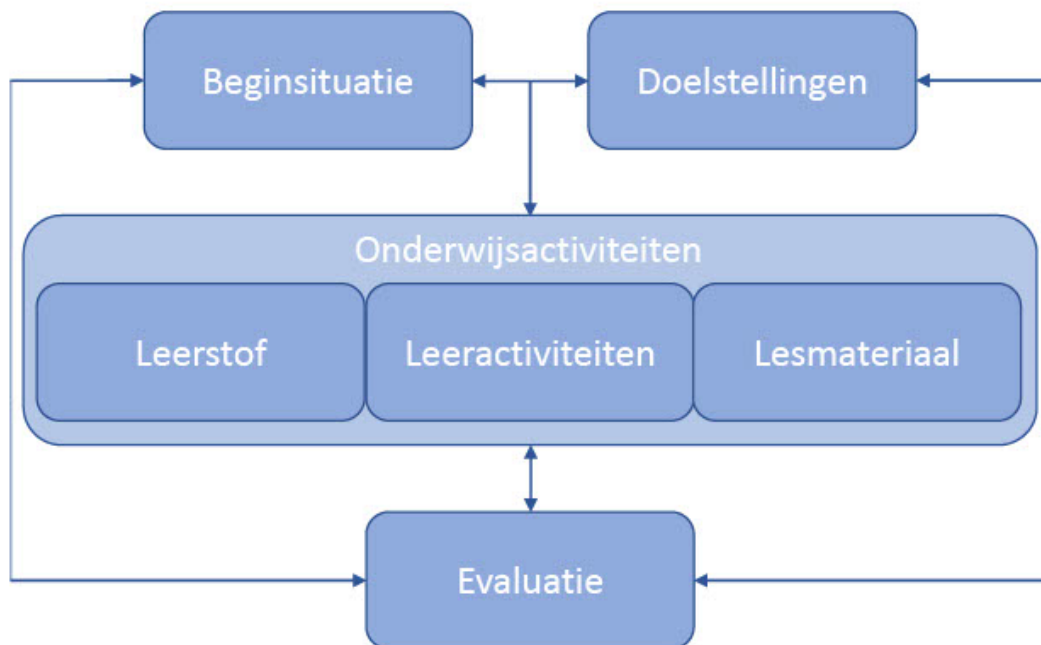 Beginsituatie
Doelstellingen
Onderwijsactiviteiten
Leerstof
Leeractiviteiten
Lesmateriaal
Evaluatie